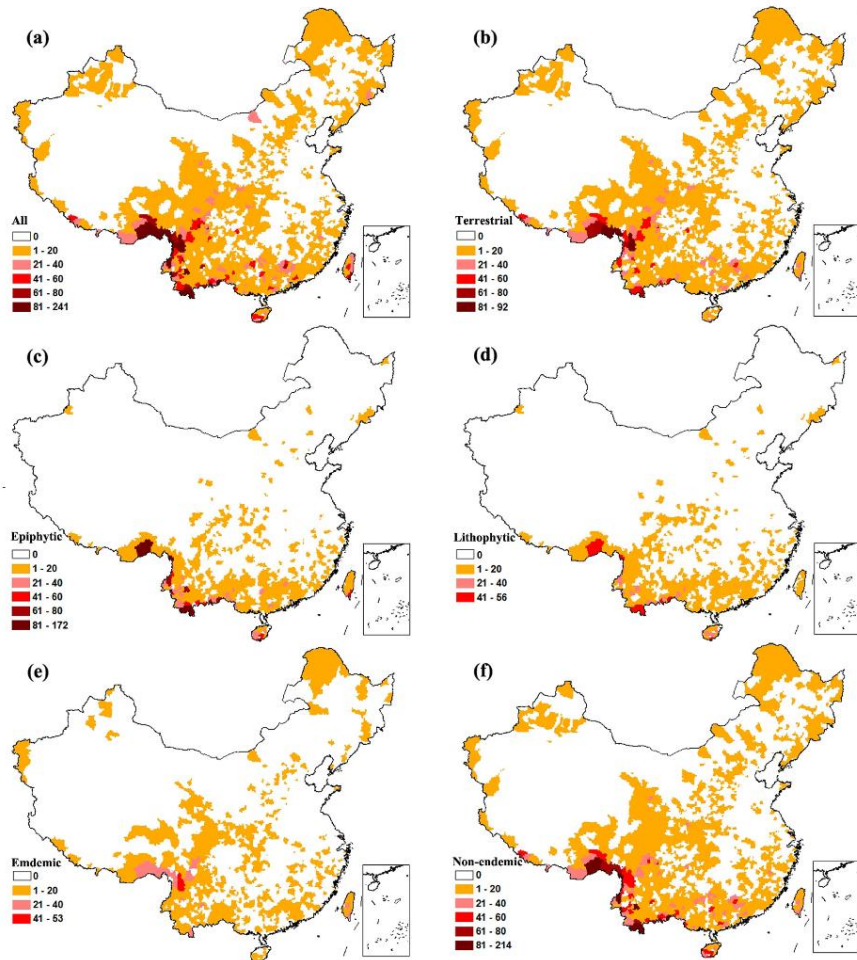 (a)
All
0
1 - 20
21 - 40
41 - 60
61 - 80
81 - 241
(b)
Terrestrial
0
1 - 20
21 - 40
41 - 60
61 - 80
81 - 92
(c)
Epiphytic
0
1 - 20
21 - 40
41 - 60
61 - 80
81 - 172
(d)
Lithophytic
0
1 - 20
21 - 40
41 - 56
(e)
Emdemic
0
1 - 20
21 - 40
41 - 53
(f)
Non-endemic
0
1 - 20
21 - 40
41 - 60
61 - 80
81 - 214